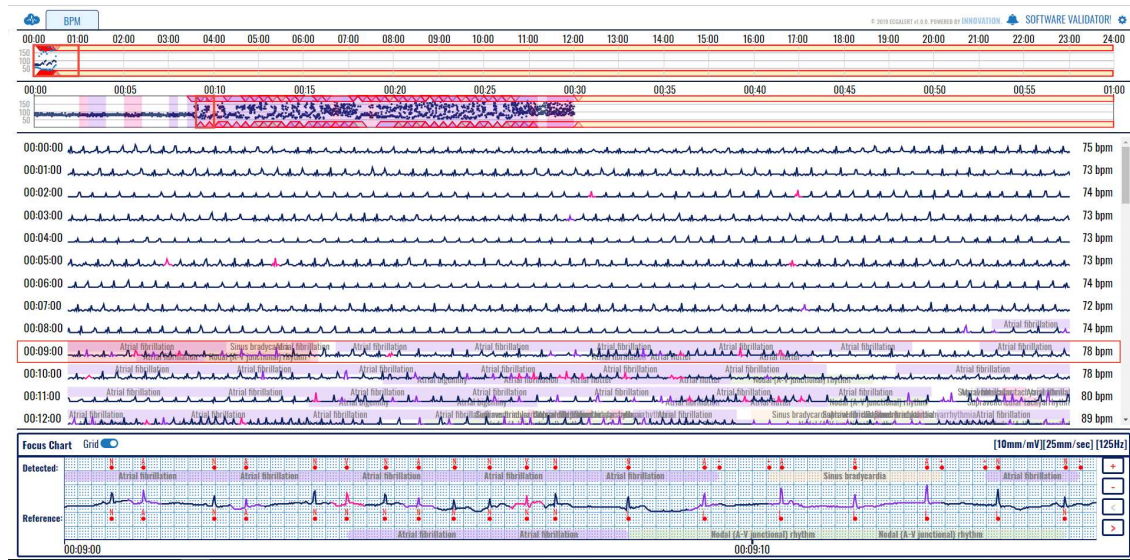 BPM
© 2019 ECGALERT v1.0.0. POWERED BY INNOVATION.
SOFTWARE VALIDATOR!
00:00 01:00 02:00 03:00 04:00 05:00 06:00 07:00 08:00 09:00 10:00 11:00 12:00 13:00 14:00 15:00 16:00 17:00 18:00 19:00 20:00 21:00 22:00 23:00 24:00
150
100
50
00:00 00:05 00:10 00:15 00:20 00:25 00:30 00:35 00:40 00:45 00:50 00:55 01:00
150
100
50
00:00:00 75 bpm
00:01:00 73 bpm
00:02:00 74 bpm
00:03:00 73 bpm
00:04:00 73 bpm
00:05:00 73 bpm
00:06:00 74 bpm
00:07:00 72 bpm
00:08:00 Atrial fibrillation 74 bpm
00:09:00 Atrial fibrillation Sinus bradycardia Atrial fibrillation Atrial fibrillation Atrial fibrillation Atrial fibrillation Atrial fibrillation Atrial fibrillation Atrial fibrillation 78 bpm
00:10:00 Atrial fibrillation Atrial fibrillation Atrial fibrillation Atrial fibrillation Atrial fibrillation Atrial fibrillation Atrial fibrillation Atrial fibrillation 78 bpm
Atrial bigeminy Atrial fibrillation Atrial flutter Atrial flutter Nodal (A-V junctional) rhythm
00:11:00 Atrial fibrillation Atrial fibrillation Atrial fibrillation Atrial fibrillation Atrial fibrillation Atrial fibrillation Atrial fibrillation 80 bpm
00:12:00 Atrial fibrillation Atrial fibrillation Atrial fibrillation Atrial fibrillation Sinus bradycardia Atrial fibrillation 89 bpm
Focus Chart Grid [10mm/mV][25mm/sec] [125Hz]
Detected: N A N A N V N A N N V N A A A A N N
Atrial fibrillation Atrial fibrillation Atrial fibrillation Atrial fibrillation Atrial fibrillation Sinus bradycardia Atrial fibrillation
+
-
<
>
Reference:
Atrial fibrillation Atrial fibrillation Nodal (A-V junctional) rhythm Nodal (A-V junctional) rhythm
00:09:00 00:09:10